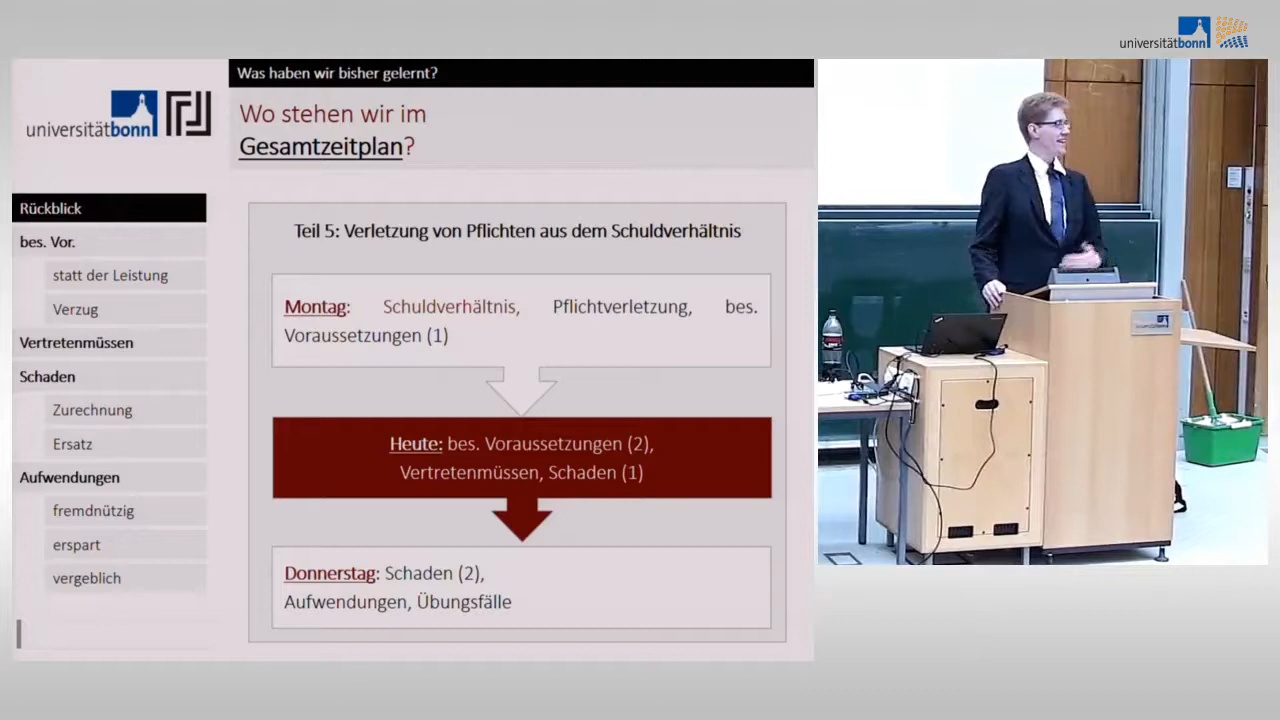 universitätbonn
Was haben wir bisher gelernt?
universitätbonn
Wo stehen wir im
Gesamtzeitplan?
Rückblick
bes. Vor.
statt der Leistung
Verzug
Vertretenmüssen
Schaden
Zurechnung
Ersatz
Aufwendungen
fremdnützig
erspart
vergeblich
Teil 5: Verletzung von Pflichten aus dem Schuldverhältnis
Montag: Schuldverhältnis, Pflichtverletzung, bes.
Voraussetzungen (1)
Heute: bes. Voraussetzungen (2),
Vertretenmüssen, Schaden (1)
Donnerstag: Schaden (2),
Aufwendungen, Übungsfälle